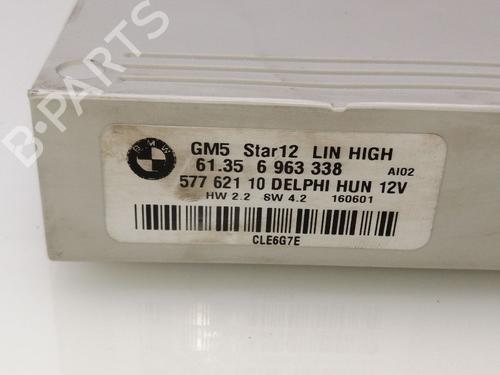 B-PARTS
BMW
GM5 Star12 LIN HIGH
61.35 6 963 338 AI02
577 621 10 DELPHI HUN 12V
HW 2.2 SW 4.2 160601
CLE6G7E